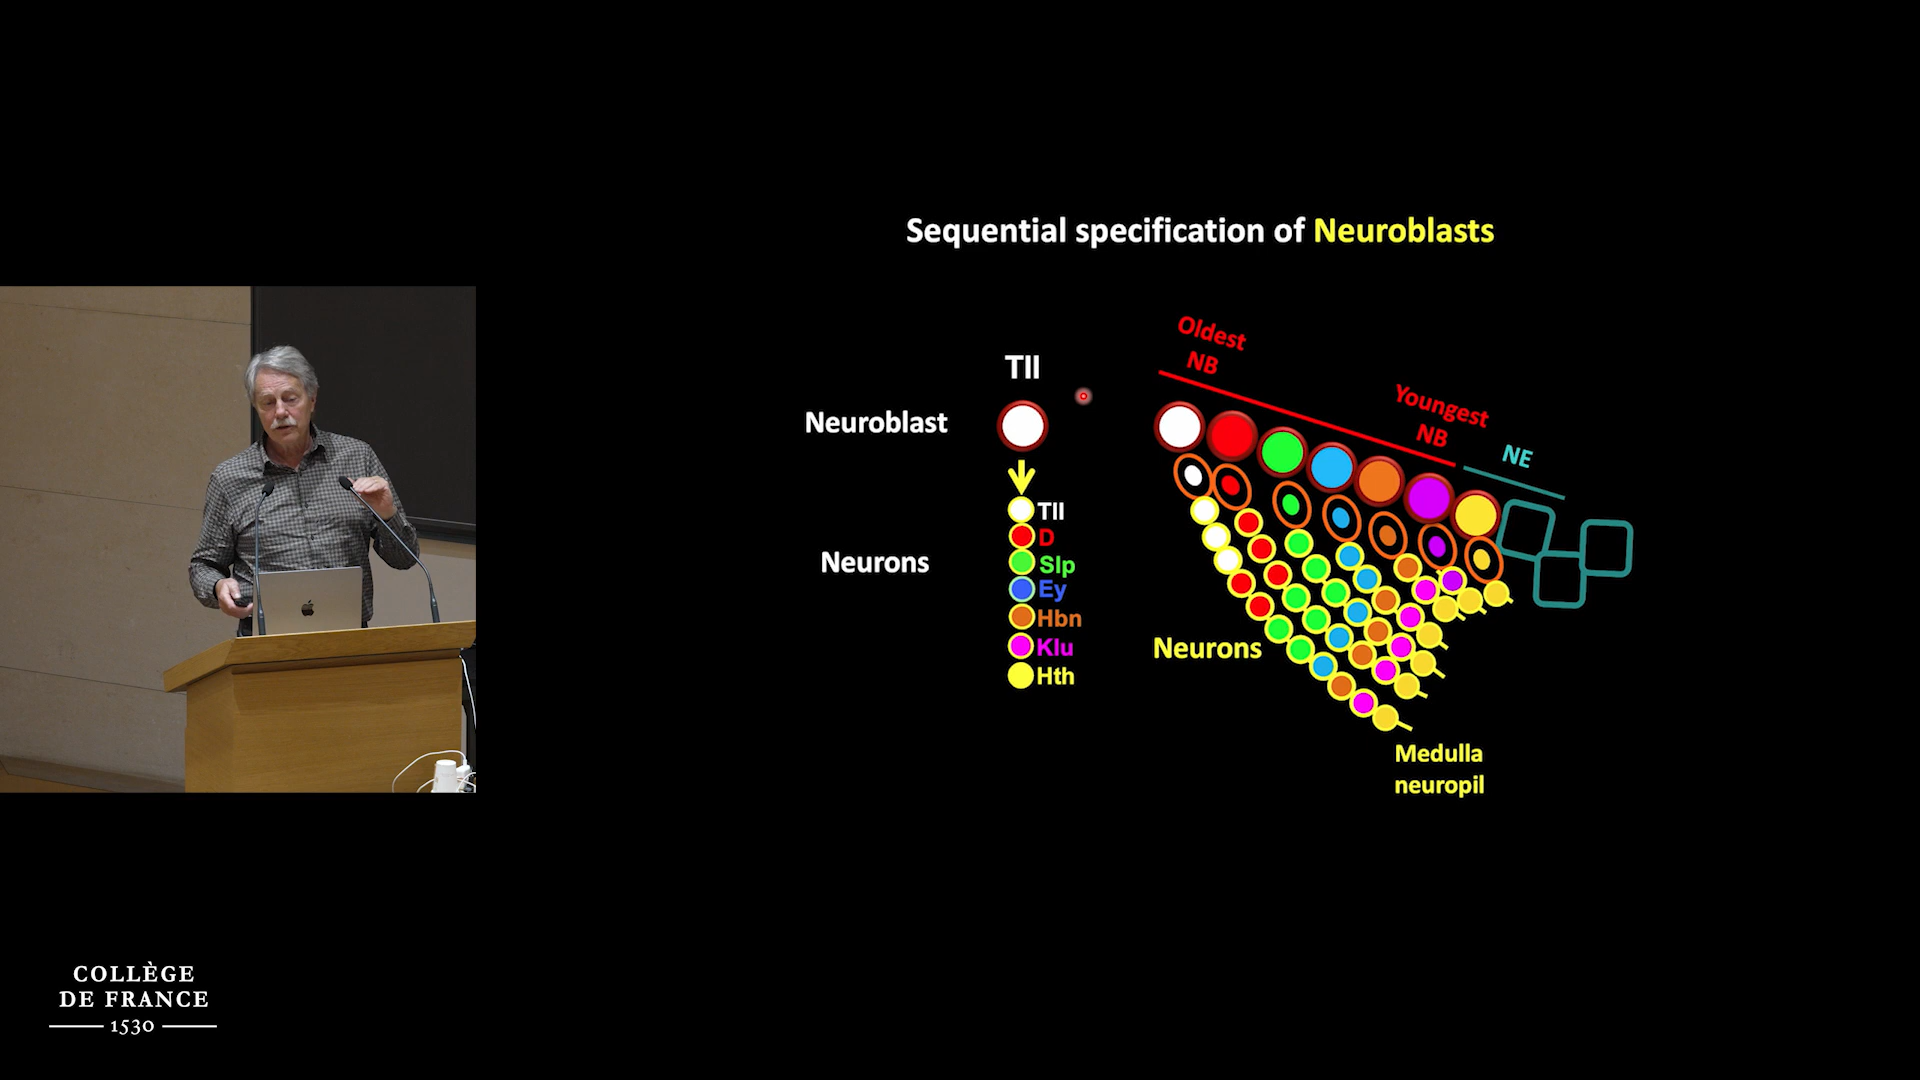 Sequential specification of Neuroblasts
Oldest
NB
Youngest
NB
NE
Tll
Neuroblast
Neurons
Tll
D
Slp
Ey
Hbn
Klu
Hth
Neurons
Medulla
neuropil
COLLÈGE
DE FRANCE
1530